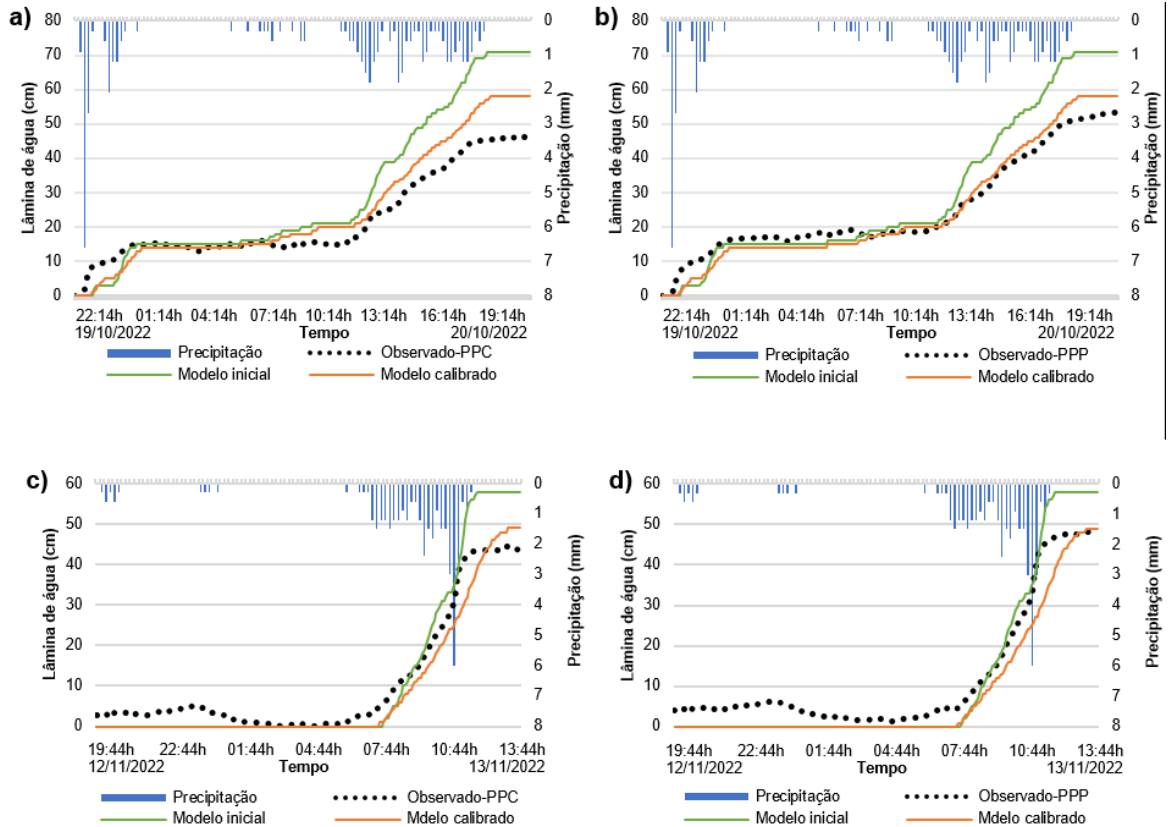 a)
80
70
60
50
40
30
20
10
0
Lâmina de água (cm)
0
1
2
3
4
5
6
7
8
Precipitação (mm)
22:14h 01:14h 04:14h 07:14h 10:14h 13:14h 16:14h 19:14h
19/10/2022 Tempo 20/10/2022
Precipitação Observado-PPC
Modelo inicial Modelo calibrado
b)
80
70
60
50
40
30
20
10
0
Lâmina de água (cm)
0
1
2
3
4
5
6
7
8
Precipitação (mm)
22:14h 01:14h 04:14h 07:14h 10:14h 13:14h 16:14h 19:14h
19/10/2022 Tempo 20/10/2022
Precipitação Observado-PPP
Modelo inicial Modelo calibrado
c)
60
50
40
30
20
10
0
Lâmina de água (cm)
0
1
2
3
4
5
6
7
8
Precipitação (mm)
19:44h 22:44h 01:44h 04:44h 07:44h 10:44h 13:44h
12/11/2022 Tempo 13/11/2022
Precipitação Observado-PPC
Modelo inicial Mdelo calibrado
d)
60
50
40
30
20
10
0
Lâmina de água (cm)
0
1
2
3
4
5
6
7
8
Precipitação (mm)
19:44h 22:44h 01:44h 04:44h 07:44h 10:44h 13:44h
12/11/2022 Tempo 13/11/2022
Precipitação Observado-PPP
Modelo inicial Modelo calibrado